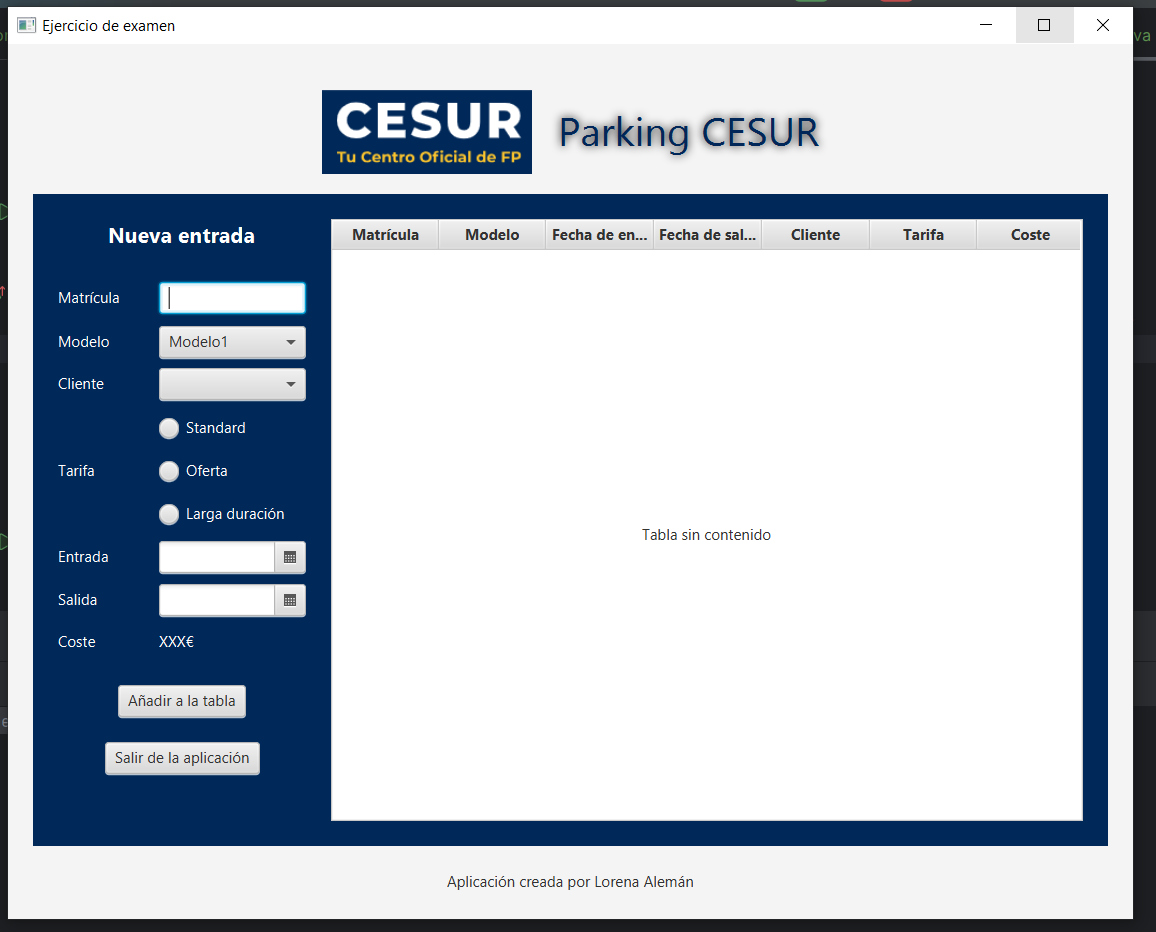 Ejercicio de examen
va
CESUR
Tu Centro Oficial de FP
Parking CESUR
Nueva entrada
Matrícula Modelo Fecha de en... Fecha de sal... Cliente Tarifa Coste
Matrícula
Modelo Modelo1
Cliente
Standard
Tarifa Oferta
Larga duración
Entrada
Salida
Coste XXX€
Tabla sin contenido
Añadir a la tabla
Salir de la aplicación
Aplicación creada por Lorena Alemán